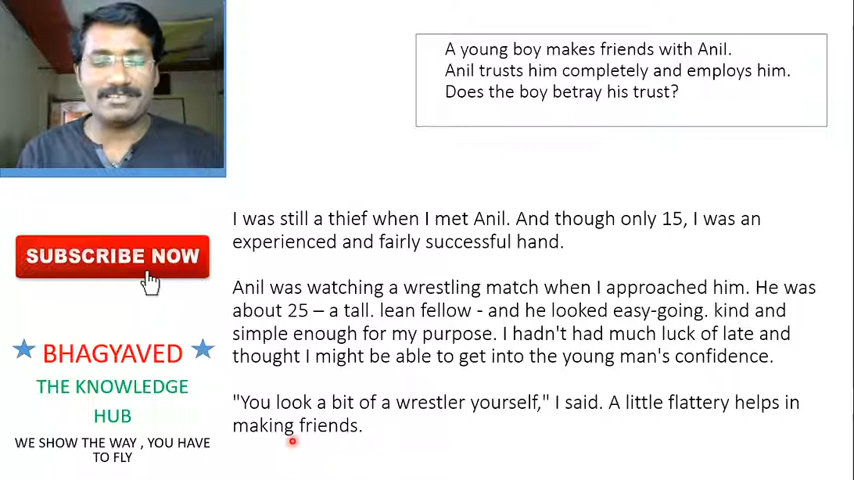 A young boy makes friends with Anil.
Anil trusts him completely and employs him.
Does the boy betray his trust?
I was still a thief when I met Anil. And though only 15, I was an
experienced and fairly successful hand.
Anil was watching a wrestling match when I approached him. He was
about 25 – a tall. lean fellow - and he looked easy-going. kind and
simple enough for my purpose. I hadn't had much luck of late and
thought I might be able to get into the young man's confidence.
"You look a bit of a wrestler yourself," I said. A little flattery helps in
making friends.
SUBSCRIBE NOW
BHAGYAVED
THE KNOWLEDGE
HUB
WE SHOW THE WAY , YOU HAVE
TO FLY